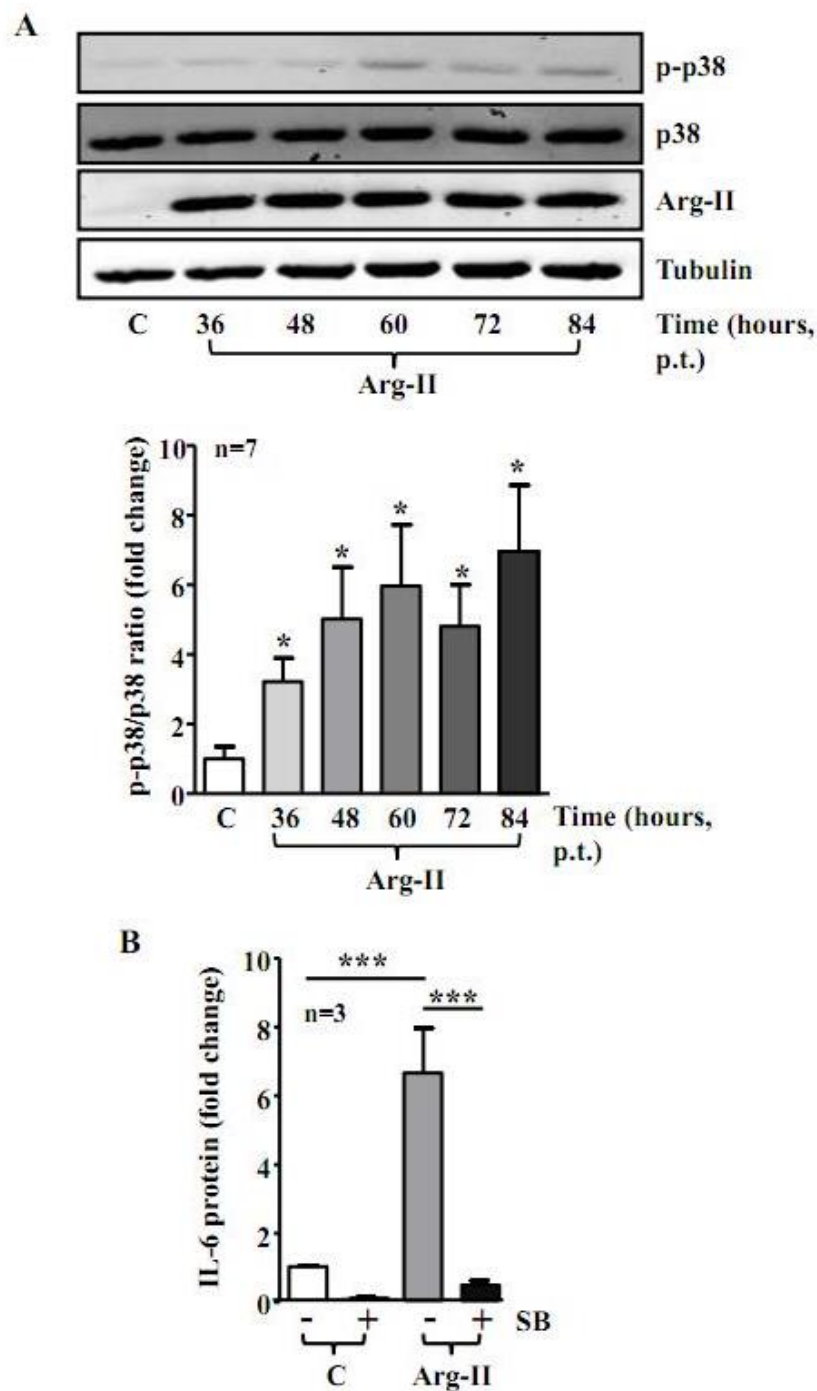 A
p-p38
p38
Arg-II
Tubulin
C 36 48 60 72 84 Time (hours, p.t.)
Arg-II
p-p38/p38 ratio (fold change)
10
8
6
4
2
0
n=7
* * * * *
C 36 48 60 72 84 Time (hours, p.t.)
Arg-II
B
IL-6 protein (fold change)
10
8
6
4
2
0
***
***
n=3
- + - + SB
C Arg-II